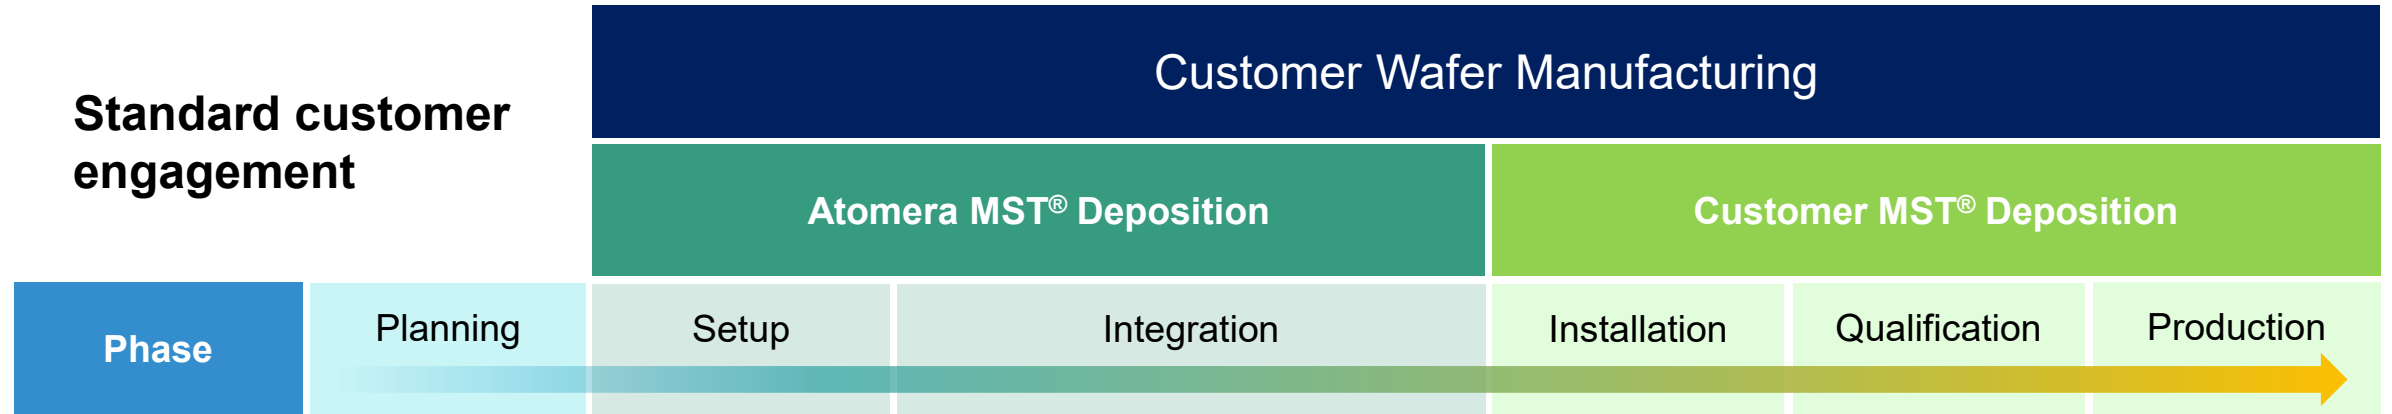 Customer Wafer Manufacturing
Standard customer
engagement
Atomera MST® Deposition
Customer MST® Deposition
Phase
Planning
Setup
Integration
Installation
Qualification
Production